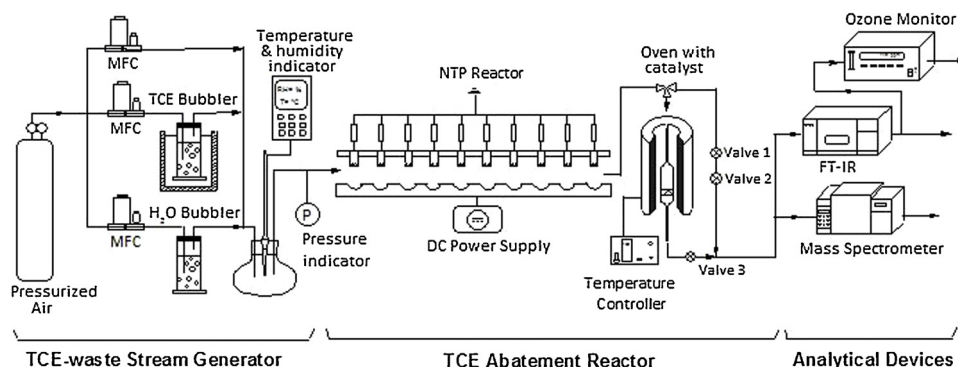 MFC
TCE Bubbler
MFC
H₂O Bubbler
MFC
Pressurized
Air
Temperature
& humidity
indicator
P
Pressure
indicator
NTP Reactor
DC Power Supply
Oven with
catalyst
Valve 1
Valve 2
Valve 3
Temperature
Controller
Ozone Monitor
FT-IR
Mass Spectrometer
TCE-waste Stream Generator
TCE Abatement Reactor
Analytical Devices